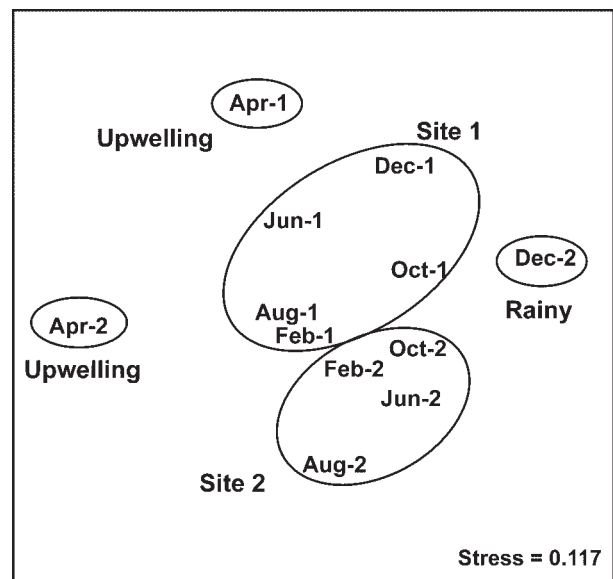 Apr-1
Upwelling
Site 1
Dec-1
Jun-1
Oct-1
Dec-2
Rainy
Aug-1
Feb-1
Apr-2
Upwelling
Oct-2
Feb-2
Jun-2
Aug-2
Site 2
Stress = 0.117